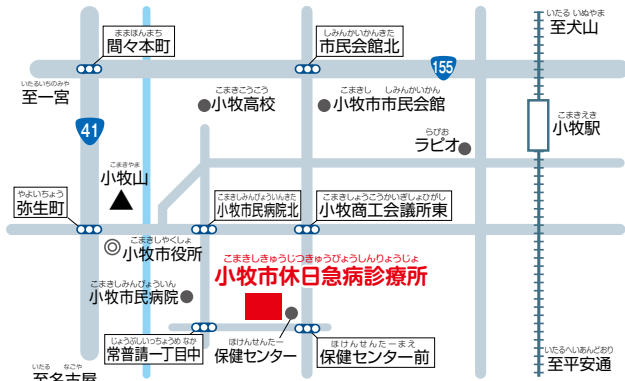 いたる いぬやま
至犬山
ままほんまち
間々本町
しみんかいかんきた
市民会館北
155
いたるいちのみや
至一宮
こまきこうこう
小牧高校
こまきし しみんかいかん
小牧市市民会館
こまきえき
小牧駅
41
らぴお
ラピオ
こまきやま
小牧山
やよいちょう
弥生町
こまきしみんびょういんきた
小牧市民病院北
こまきしょうこうかいぎしょひがし
小牧商工会議所東
こまきしやくしょ
小牧市役所
こまきしきゅうじつきゅうびょうしんりょうじょ
小牧市休日急病診療所
こまきしみんびょういん
小牧市民病院
じょうぶしいっちょうめ なか
常普請一丁目中
ほけんせんたー
保健センター
ほけんせんたーまえ
保健センター前
いたるへいあんどおり
至平安通
いたる なごや
至名古屋